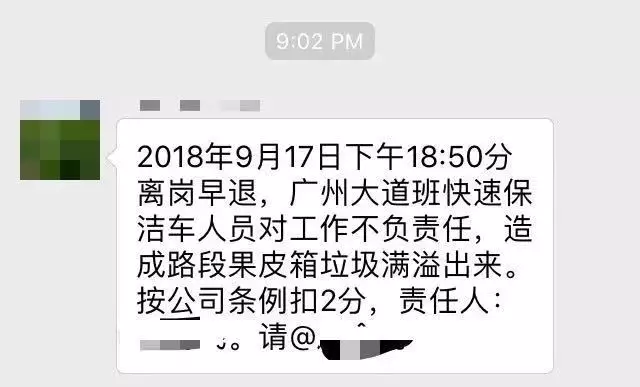 9:02 PM
2018年9月17日下午18:50分
离岗早退，广州大道班快速保
洁车人员对工作不负责任，造
成路段果皮箱垃圾满溢出来。
按公司条例扣2分，责任人：
。请@